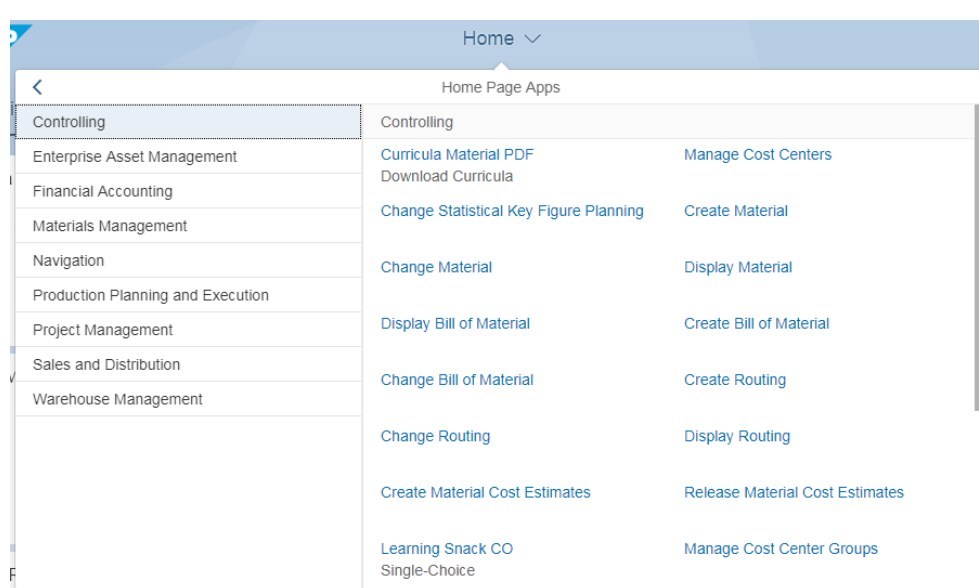 Home
Home Page Apps
Controlling
Enterprise Asset Management
Financial Accounting
Materials Management
Navigation
Production Planning and Execution
Project Management
Sales and Distribution
Warehouse Management
Controlling
Curricula Material PDF
Download Curricula
Manage Cost Centers
Change Statistical Key Figure Planning
Create Material
Change Material
Display Material
Display Bill of Material
Create Bill of Material
Change Bill of Material
Create Routing
Change Routing
Display Routing
Create Material Cost Estimates
Release Material Cost Estimates
Learning Snack CO
Single-Choice
Manage Cost Center Groups